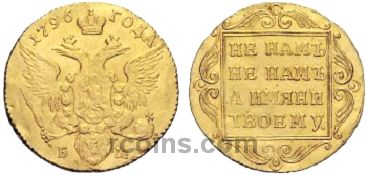 1796 ГОДА
Б М
НЕ НАМЪ
НЕ НАМЪ
А ИМЯНИ
ТВОЕМУ.
rcoins.com